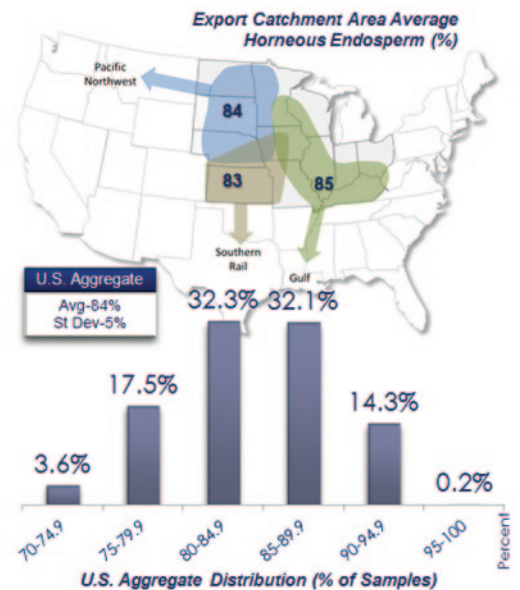 Export Catchment Area Average
Horneous Endosperm (%)
Pacific
Northwest
84
83
85
Southern
Rail
Gulf
U.S. Aggregate
Avg-84%
St Dev-5%
3.6%
17.5%
32.3%
32.1%
14.3%
0.2%
70-74.9
75-79.9
80-84.9
85-89.9
90-94.9
95-100
Percent
U.S. Aggregate Distribution (% of Samples)